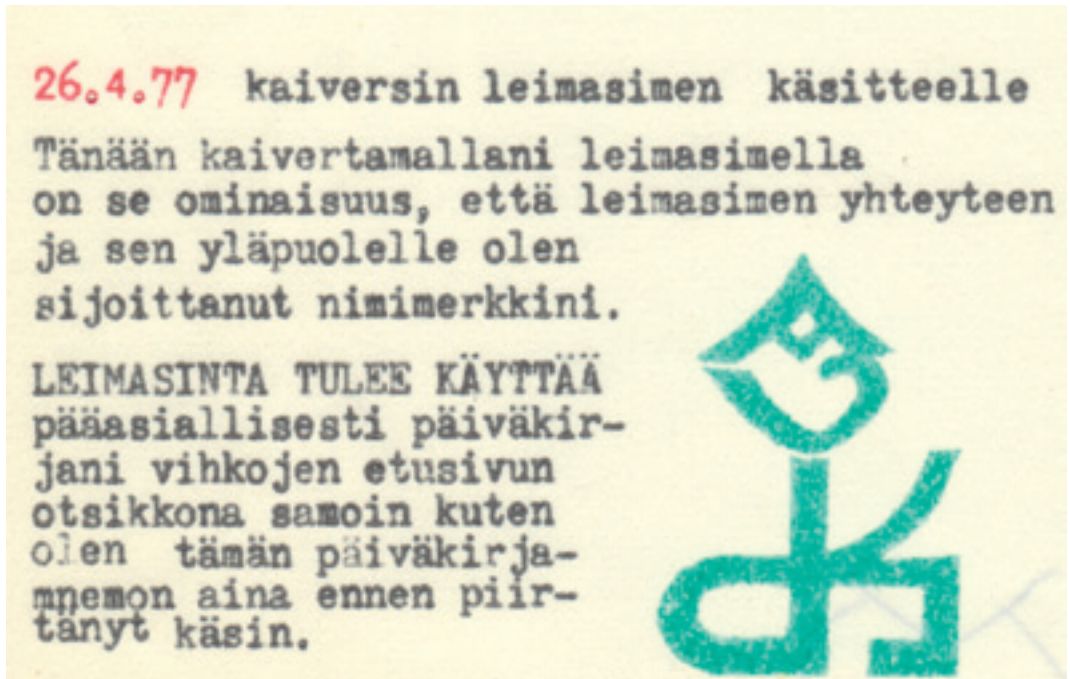 26.4.77 kaiversin leimasimen käsitteelle
Tänään kaivertamallani leimasimella
on se ominaisuus, että leimasimen yhteyteen
ja sen yläpuolelle olen
sijoittanut nimimerkkini.
LEIMASINTA TULEE KÄYTTÄÄ
pääasiallisesti päiväkir-
jani vihkojen etusivun
otsikkona samoin kuten
olen tämän päiväkirja-
mnemon aina ennen piir-
tänyt käsin.